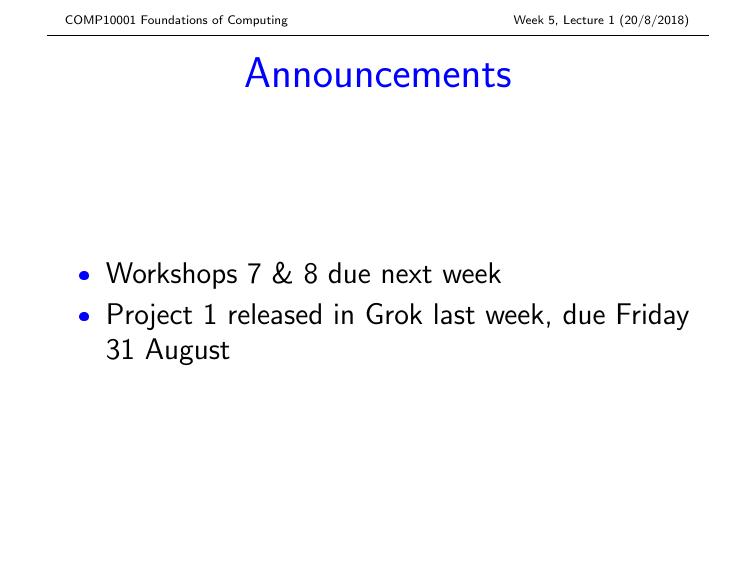 COMP10001 Foundations of Computing Week 5, Lecture 1 (20/8/2018)
Announcements
• Workshops 7 & 8 due next week
• Project 1 released in Grok last week, due Friday
31 August